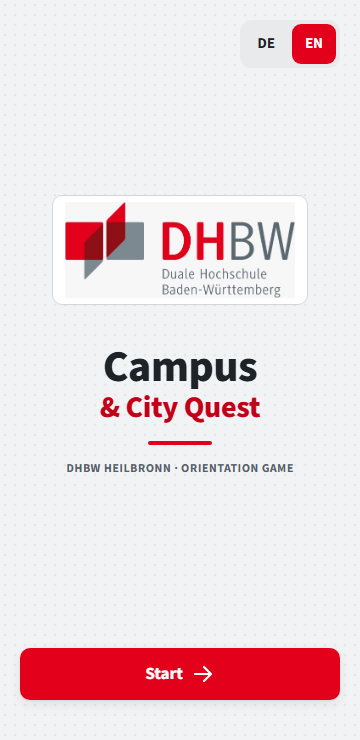 DE
EN
DHBW
Duale Hochschule
Baden-Württemberg
Campus
& City Quest
DHBW HEILBRONN · ORIENTATION GAME
Start →